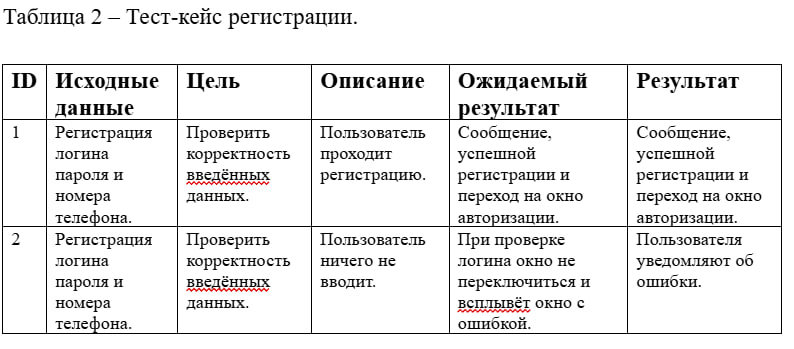 Таблица 2 – Тест-кейс регистрации.
ID Исходные данные Цель Описание Ожидаемый результат Результат
1 Регистрация логина пароля и номера телефона. Проверить корректность введённых данных. Пользователь проходит регистрацию. Сообщение, успешной регистрации и переход на окно авторизации. Сообщение, успешной регистрации и переход на окно авторизации.
2 Регистрация логина пароля и номера телефона. Проверить корректность введённых данных. Пользователь ничего не вводит. При проверке логина окно не переключиться и всплывёт окно с ошибкой. Пользователя уведомляют об ошибки.